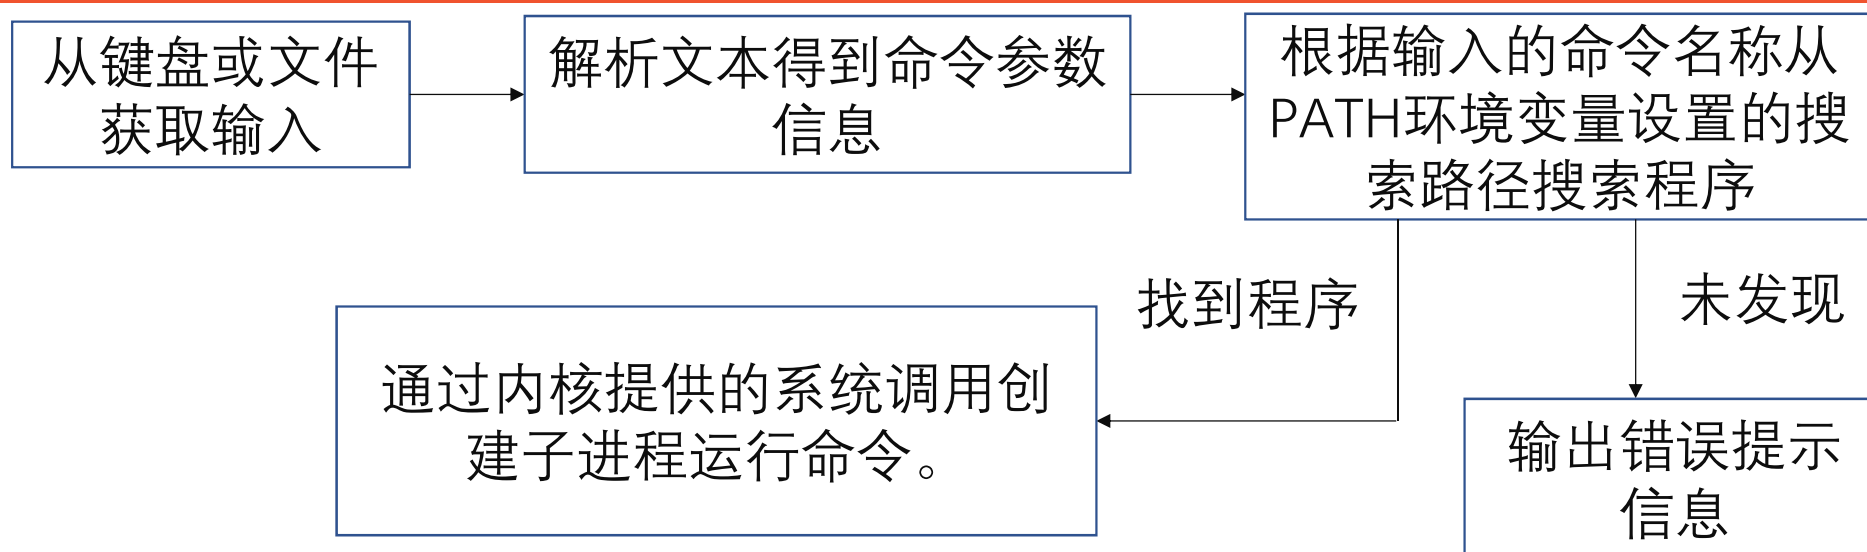 从键盘或文件
获取输入
解析文本得到命令参数
信息
根据输入的命令名称从
PATH环境变量设置的搜
索路径搜索程序
找到程序
未发现
通过内核提供的系统调用创
建子进程运行命令。
输出错误提示
信息